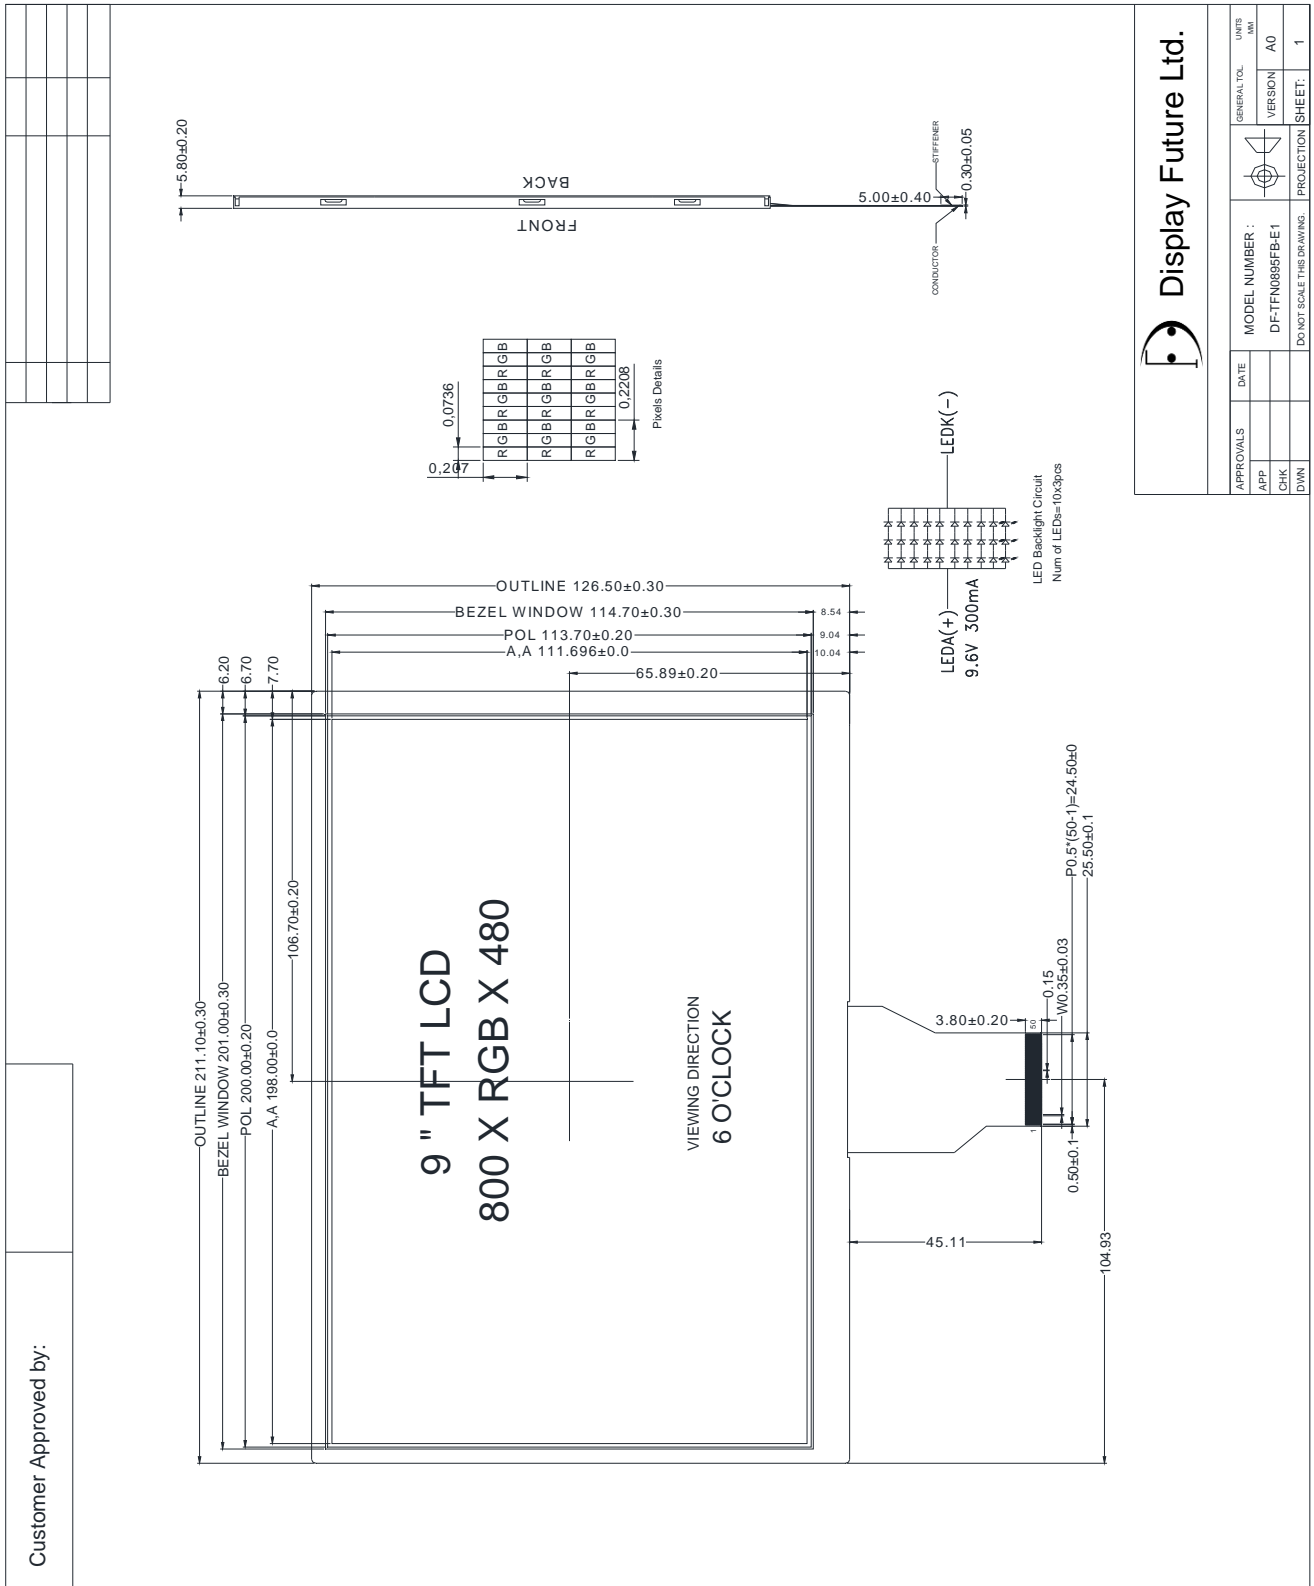 Customer Approved by:
5.80±0.20
BACK
FRONT
5.00±0.40
STIFFENER
0.30±0.05
CONDUCTOR
0,0736
0,207
R G B R G B R G B
R G B R G B R G B
R G B R G B R G B
0,2208
Pixels Details
LEDK(-)
LEDA(+)
9.6V 300mA
LED Backlight Circuit
Num of LEDs=10x3pcs
OUTLINE 126.50±0.30
BEZEL WINDOW 114.70±0.30
8.54
POL 113.70±0.20
9.04
A,A 111.696±0.0
10.04
65.89±0.20
6.20
6.70
7.70
OUTLINE 211.10±0.30
BEZEL WINDOW 201.00±0.30
POL 200.00±0.20
A,A 198.00±0.0
106.70±0.20
9 " TFT LCD
800 X RGB X 480
VIEWING DIRECTION
6 O'CLOCK
3.80±0.20
50
1
0.15
W0.35±0.03
P0.5*(50-1)=24.50±0
25.50±0.1
0.50±0.1
45.11
104.93
Display Future Ltd.
APPROVALS
DATE
APP
CHK
DWN
MODEL NUMBER :
DF-TFN0895FB-E1
DO NOT SCALE THIS DRAWING.
PROJECTION
GENERAL TOL.
UNITS
MM
VERSION
A0
SHEET:
1